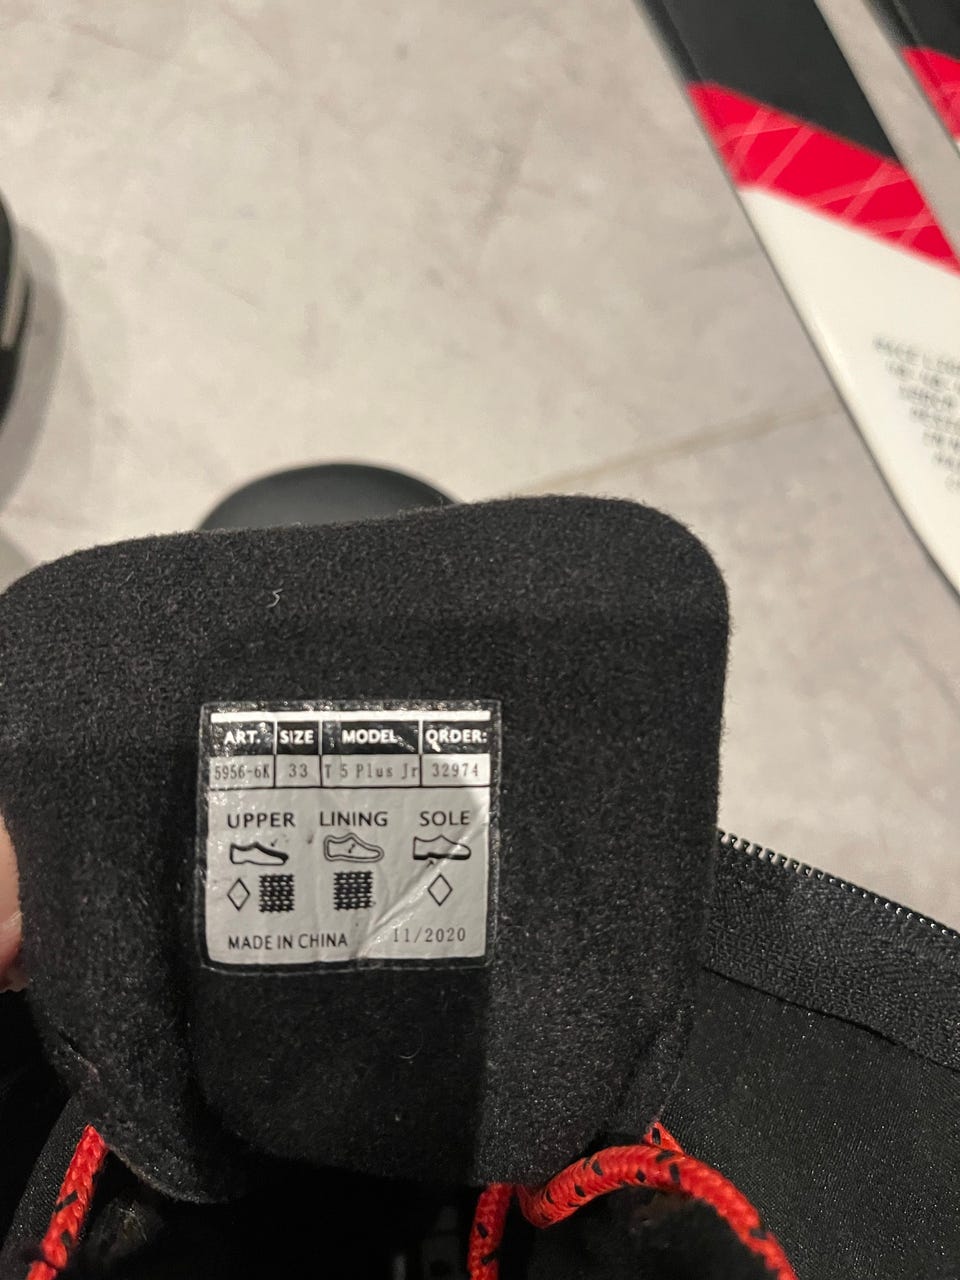 ART. SIZE MODEL ORDER:
5956-6K 33 T 5 Plus Jr 32974
UPPER LINING SOLE
MADE IN CHINA 11/2020